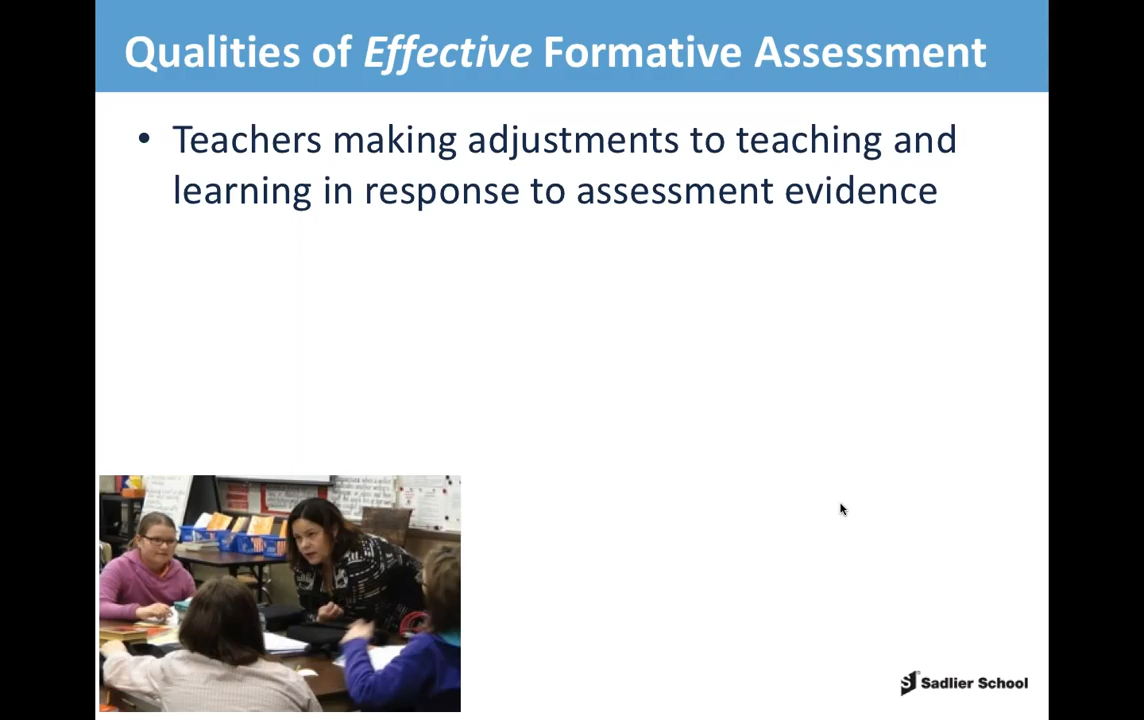 Qualities of Effective Formative Assessment
• Teachers making adjustments to teaching and
learning in response to assessment evidence
Sadlier School